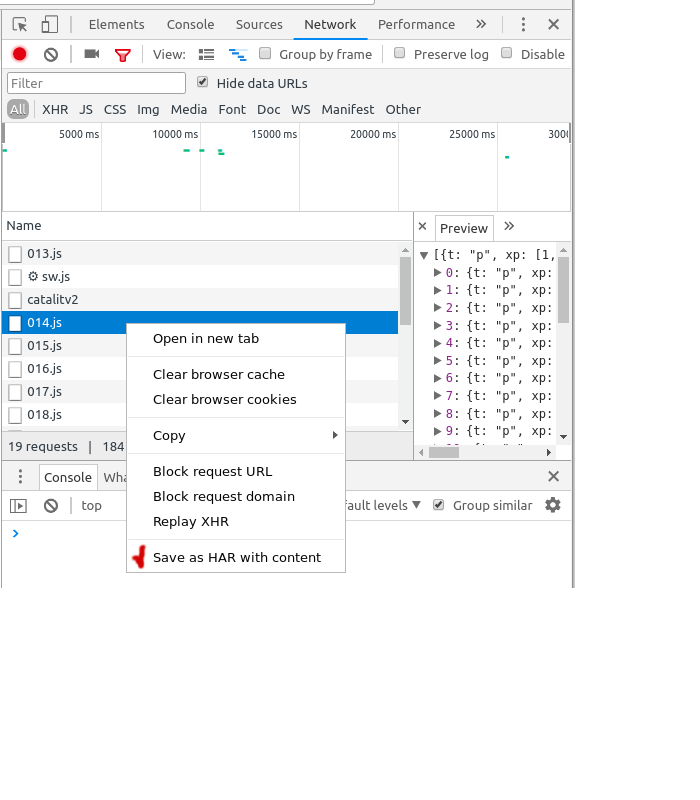 Elements Console Sources Network Performance »
View: Group by frame Preserve log Disable
Filter Hide data URLs
All XHR JS CSS Img Media Font Doc WS Manifest Other
5000 ms 10000 ms 15000 ms 20000 ms 25000 ms 300
Name
× Preview »
013.js
sw.js
catalitv2
014.js
015.js
016.js
017.js
018.js
[{t: "p", xp: [1,
0: {t: "p", xp:
1: {t: "p", xp:
2: {t: "p", xp:
3: {t: "p", xp:
4: {t: "p", xp:
5: {t: "p", xp:
6: {t: "p", xp:
7: {t: "p", xp:
8: {t: "p", xp:
9: {t: "p", xp:
Open in new tab
Clear browser cache
Clear browser cookies
Copy
Block request URL
Block request domain
Replay XHR
Save as HAR with content
19 requests | 184
Console Wha
top fault levels ▼ Group similar